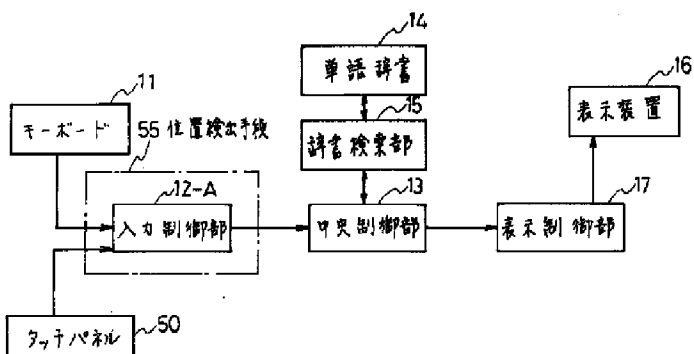 14
単語辞書
16
表示装置
11
キーボード
15
辞書検索部
55 位置検出手段
12-A
入力制御部
13
中央制御部
17
表示制御部
タッチパネル
50